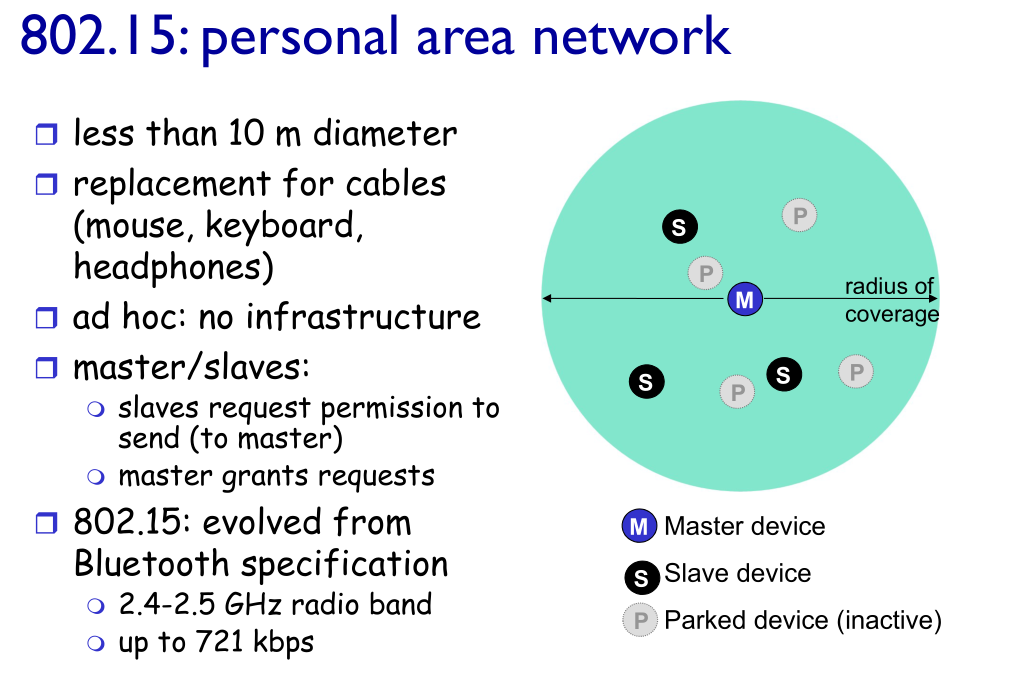 802.15: personal area network
less than 10 m diameter
replacement for cables
(mouse, keyboard,
headphones)
ad hoc: no infrastructure
master/slaves:
slaves request permission to
send (to master)
master grants requests
802.15: evolved from
Bluetooth specification
2.4-2.5 GHz radio band
up to 721 kbps
P
S
P
radius of
M
coverage
P
S
S
P
M Master device
S Slave device
P Parked device (inactive)